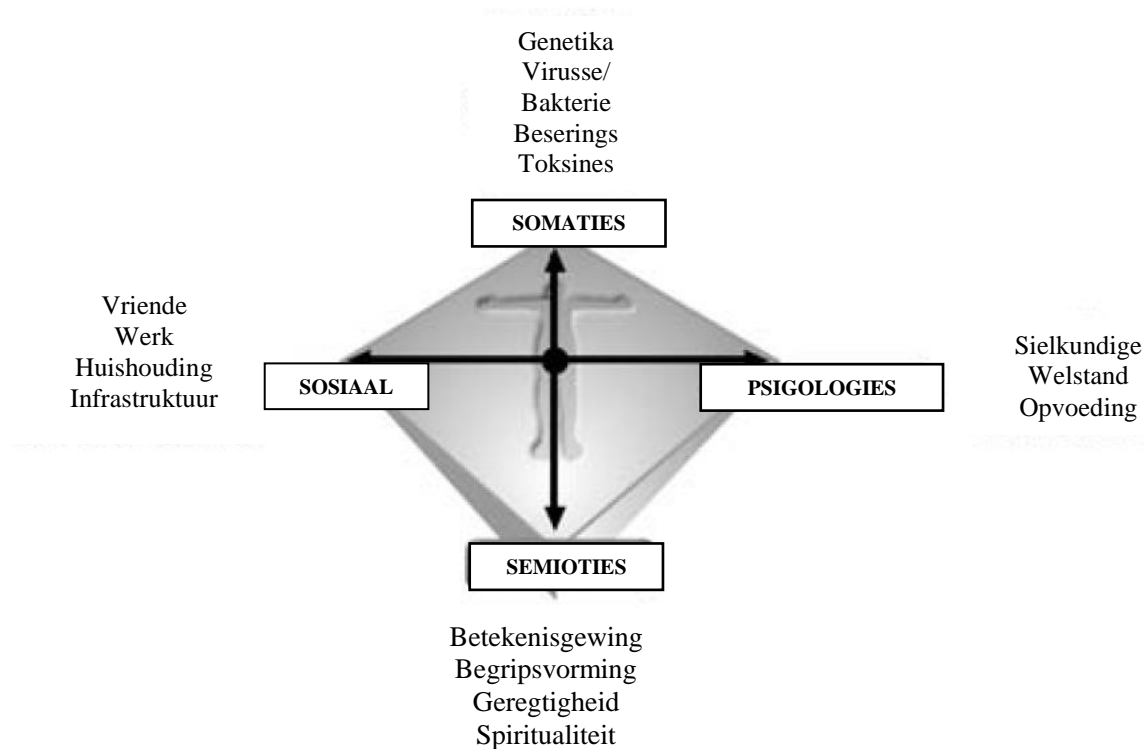 Genetika
Virusse/
Bakterie
Beserings
Toksines
SOMATIES
Vriende
Werk
Huishouding
Infrastruktuur
SOSIAAL
PSIGOLOGIES
Sielkundige
Welstand
Opvoeding
SEMIOTIES
Betekenisgewing
Begripsvorming
Geregtigheid
Spiritualiteit